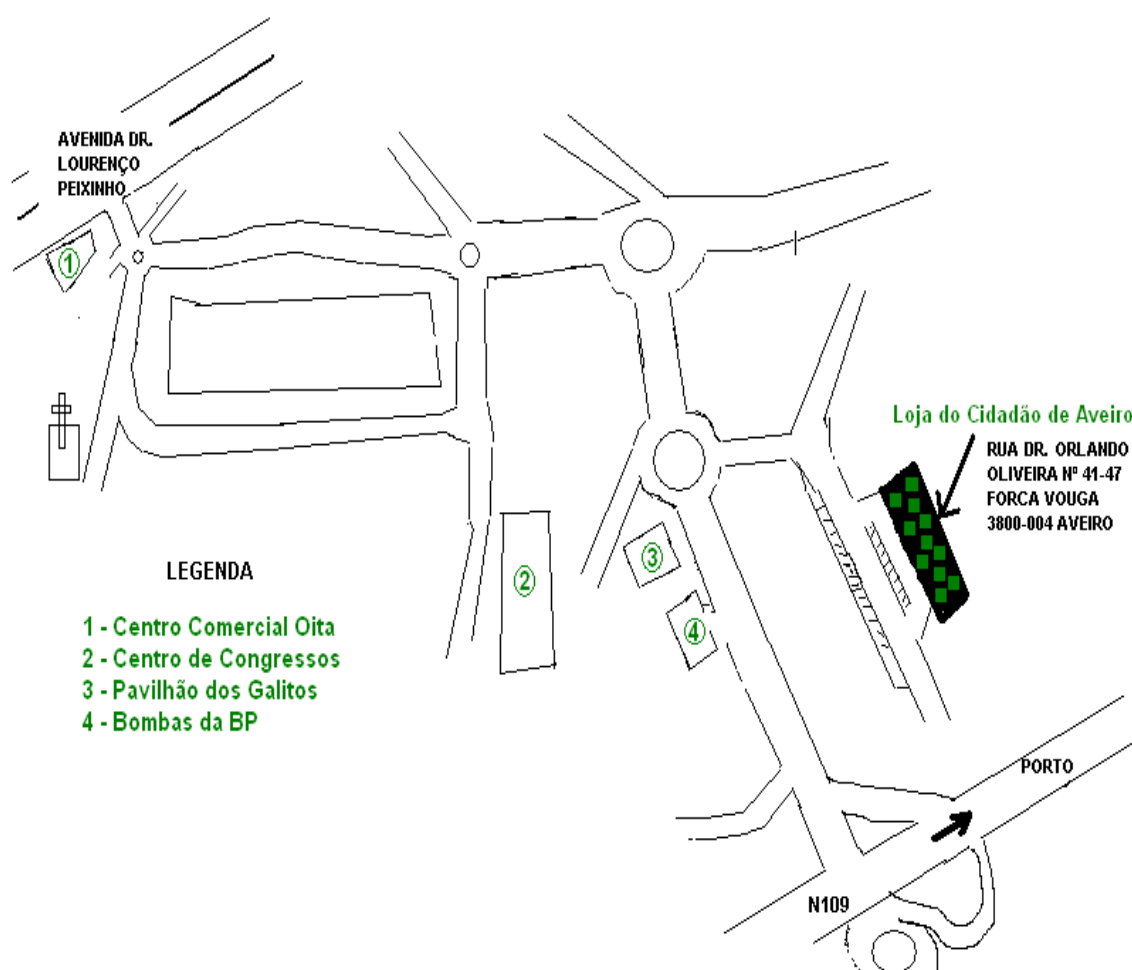 AVENIDA DR.
LOURENÇO
PEIXINHO
1
Loja do Cidadão de Aveiro
RUA DR. ORLANDO
OLIVEIRA Nº 41-47
FORCA VOUGA
3800-004 AVEIRO
2
3
4
LEGENDA
1 - Centro Comercial Oita
2 - Centro de Congressos
3 - Pavilhão dos Galitos
4 - Bombas da BP
PORTO
N109